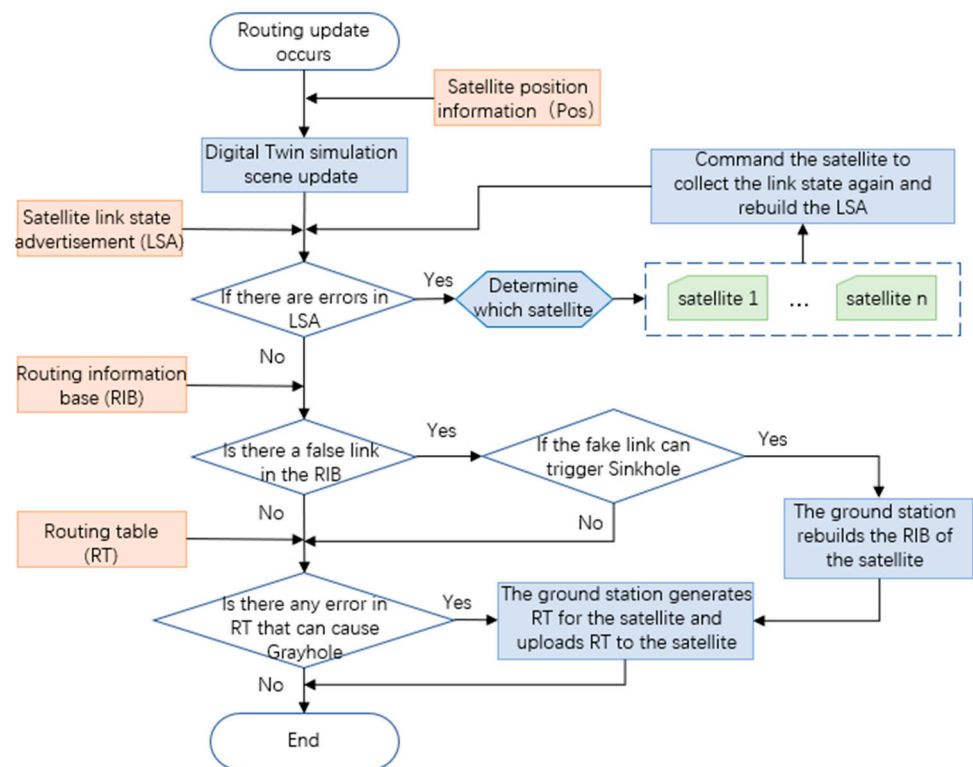 Routing update
occurs
Satellite position
information（Pos）
Digital Twin simulation
scene update
Command the satellite to
collect the link state again and
rebuild the LSA
Satellite link state
advertisement (LSA)
If there are errors in
LSA
Yes
Determine
which satellite
satellite 1
...
satellite n
No
Routing information
base (RIB)
Is there a false link
in the RIB
Yes
If the fake link can
trigger Sinkhole
Yes
No
No
Routing table
(RT)
The ground station
rebuilds the RIB of
the satellite
Is there any error in
RT that can cause
Grayhole
Yes
The ground station generates
RT for the satellite and
uploads RT to the satellite
No
End